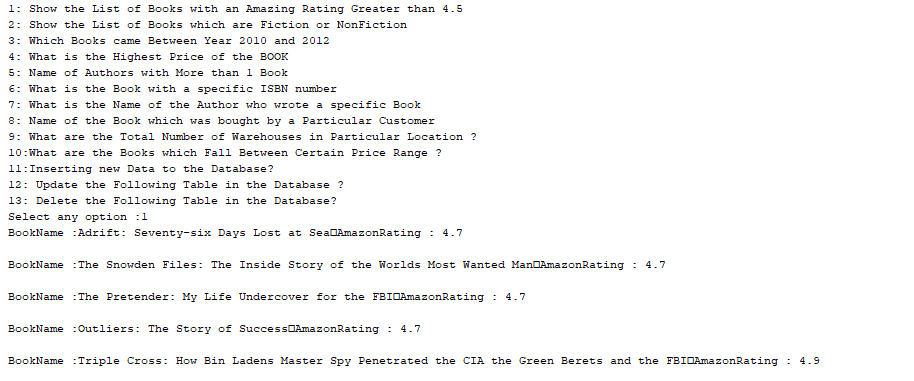 1: Show the List of Books with an Amazing Rating Greater than 4.5
2: Show the List of Books which are Fiction or NonFiction
3: Which Books came Between Year 2010 and 2012
4: What is the Highest Price of the BOOK
5: Name of Authors with More than 1 Book
6: What is the Book with a specific ISBN number
7: What is the Name of the Author who wrote a specific Book
8: Name of the Book which was bought by a Particular Customer
9: What are the Total Number of Warehouses in Particular Location ?
10:What are the Books which Fall Between Certain Price Range ?
11:Inserting new Data to the Database?
12: Update the Following Table in the Database ?
13: Delete the Following Table in the Database?
Select any option :1
BookName :Adrift: Seventy-six Days Lost at Sea□AmazonRating : 4.7
BookName :The Snowden Files: The Inside Story of the Worlds Most Wanted Man□AmazonRating : 4.7
BookName :The Pretender: My Life Undercover for the FBI□AmazonRating : 4.7
BookName :Outliers: The Story of Success□AmazonRating : 4.7
BookName :Triple Cross: How Bin Ladens Master Spy Penetrated the CIA the Green Berets and the FBI□AmazonRating : 4.9